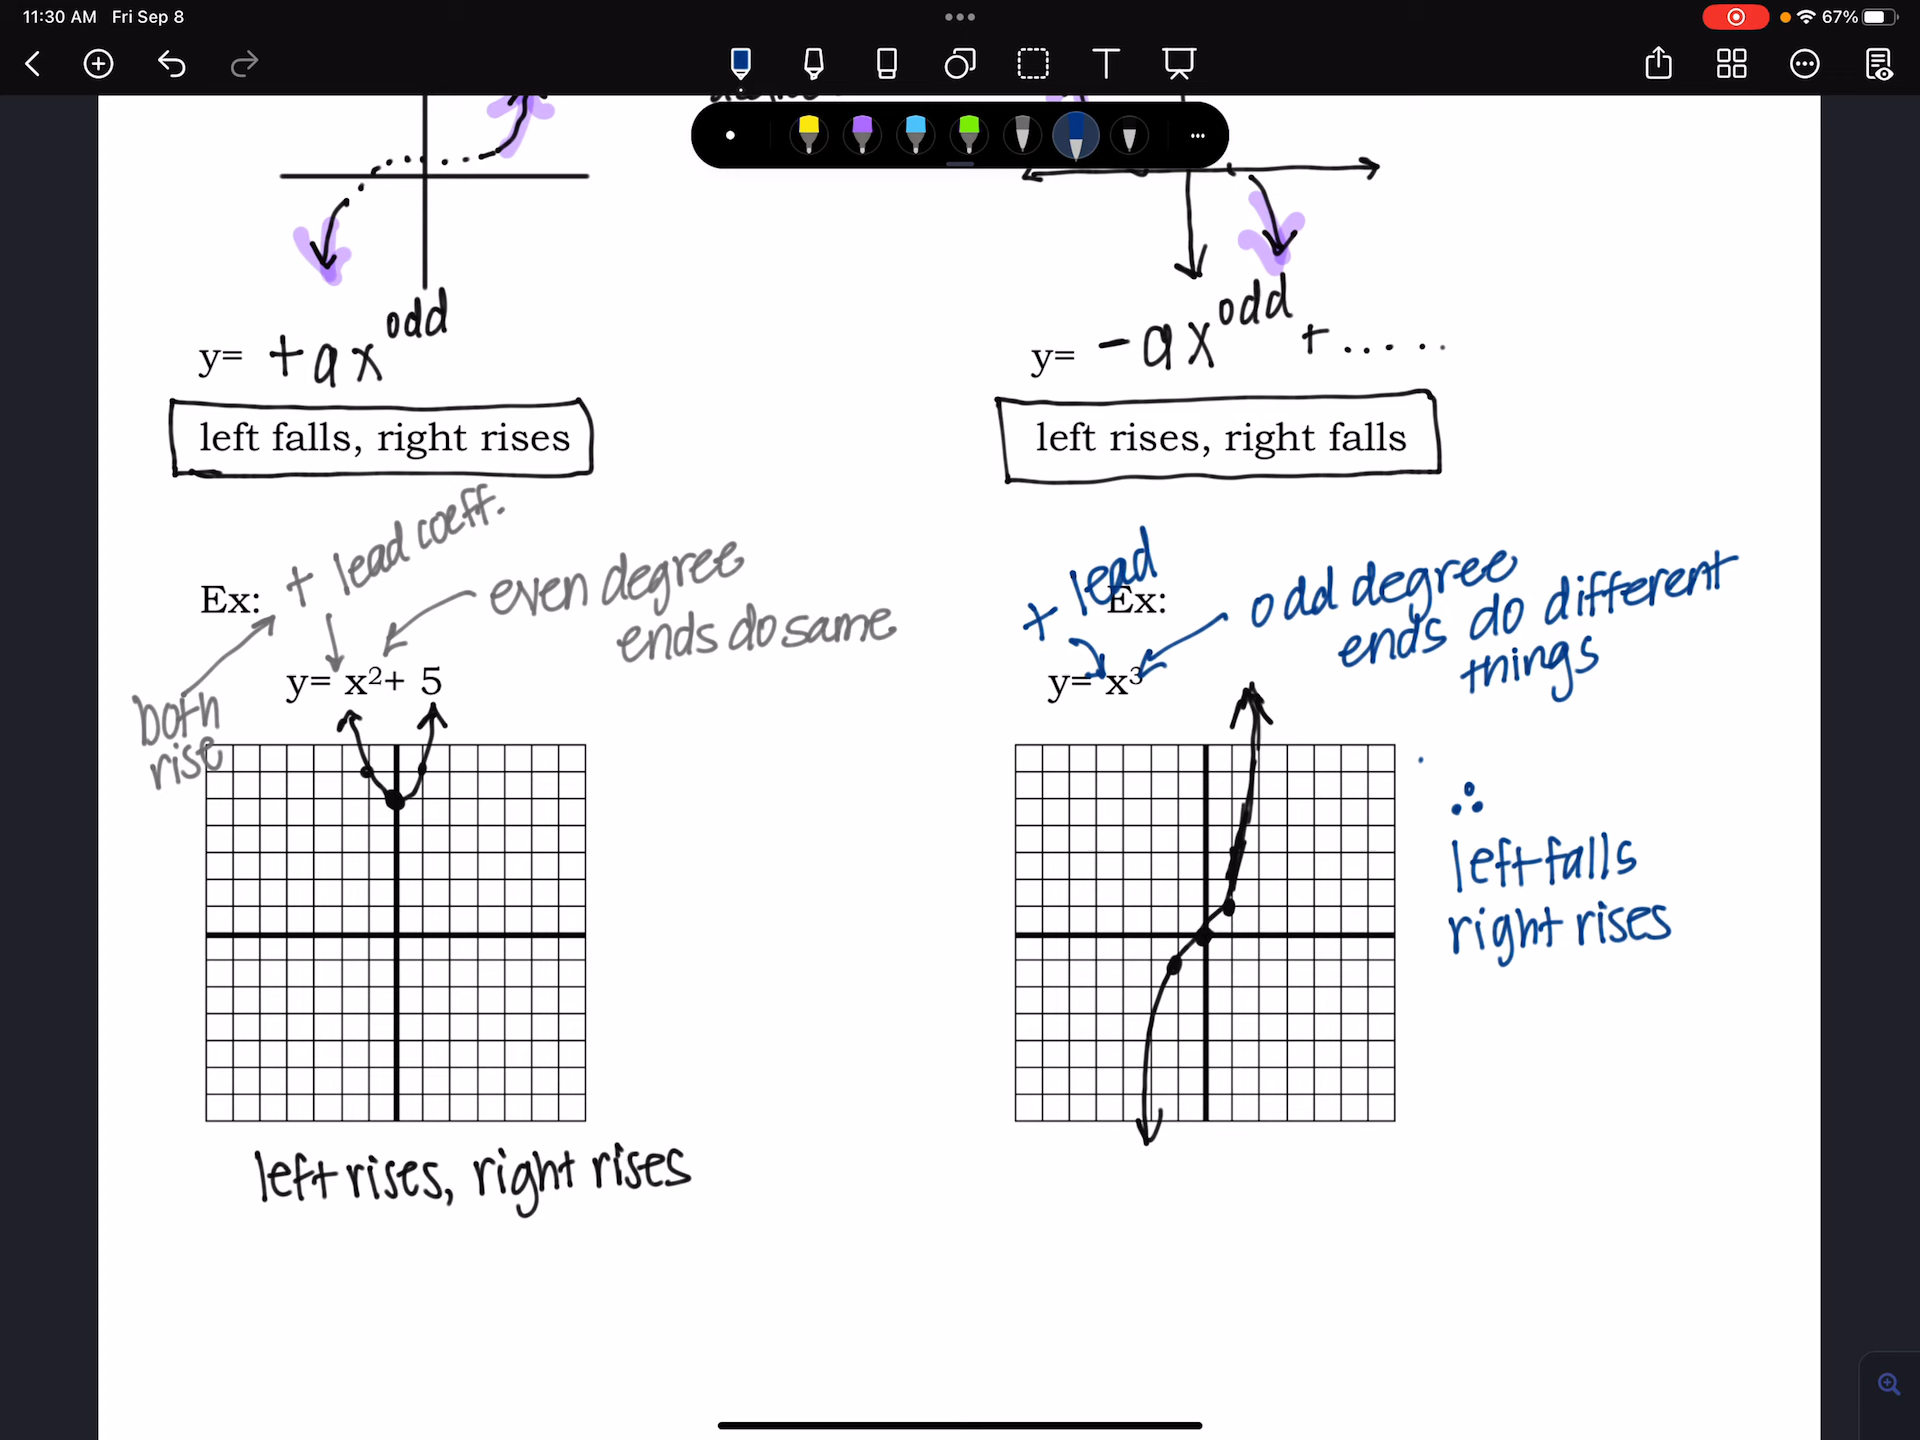 11:30 AM Fri Sep 8
67%
y= +ax^odd
y= -ax^odd + .....
left falls, right rises
left rises, right falls
+ lead coeff.
Ex:
even degree
ends do same
both
rise
y= x²+ 5
+ lead
Ex:
odd degree
ends do different
things
y= x³
∴
left falls
right rises
left rises, right rises